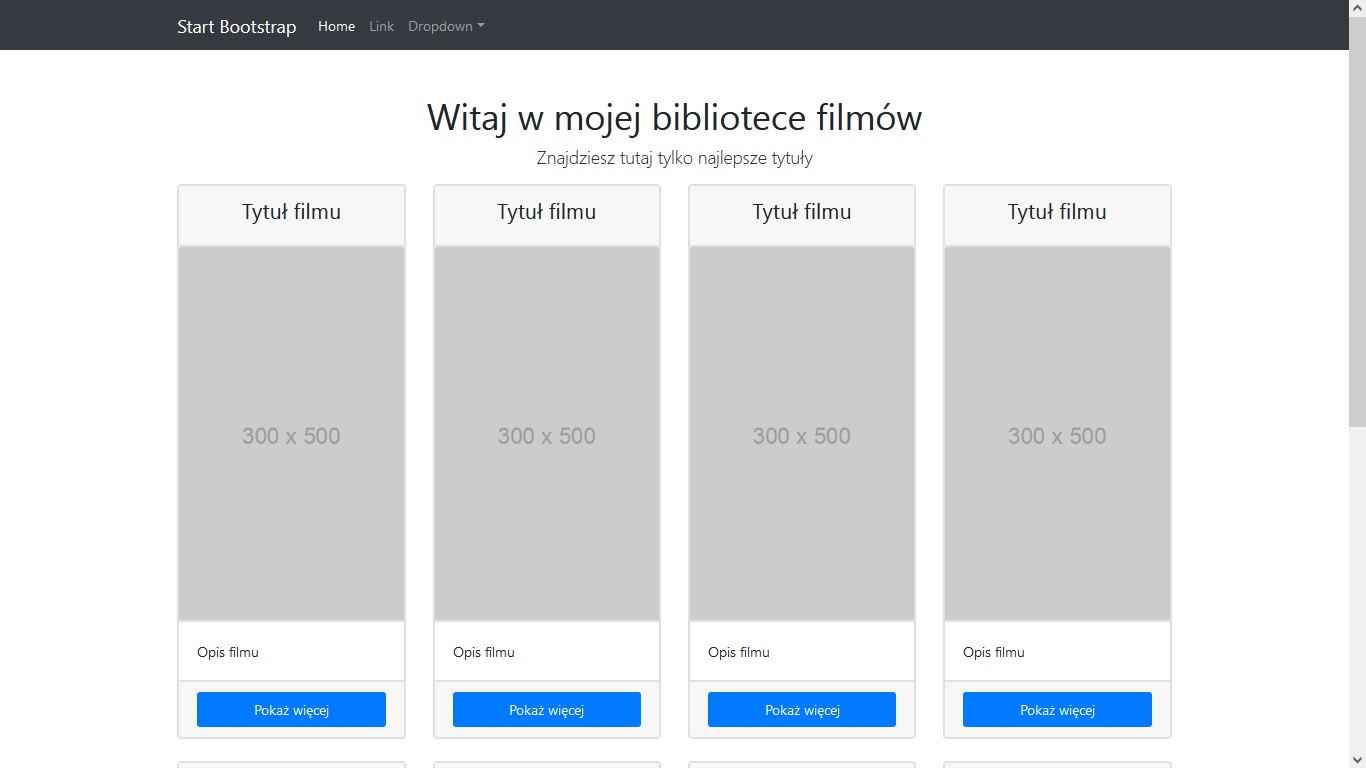 Start Bootstrap Home Link Dropdown
Witaj w mojej bibliotece filmów
Znajdziesz tutaj tylko najlepsze tytuły
Tytuł filmu Tytuł filmu Tytuł filmu Tytuł filmu
300 x 500 300 x 500 300 x 500 300 x 500
Opis filmu Opis filmu Opis filmu Opis filmu
Pokaż więcej Pokaż więcej Pokaż więcej Pokaż więcej